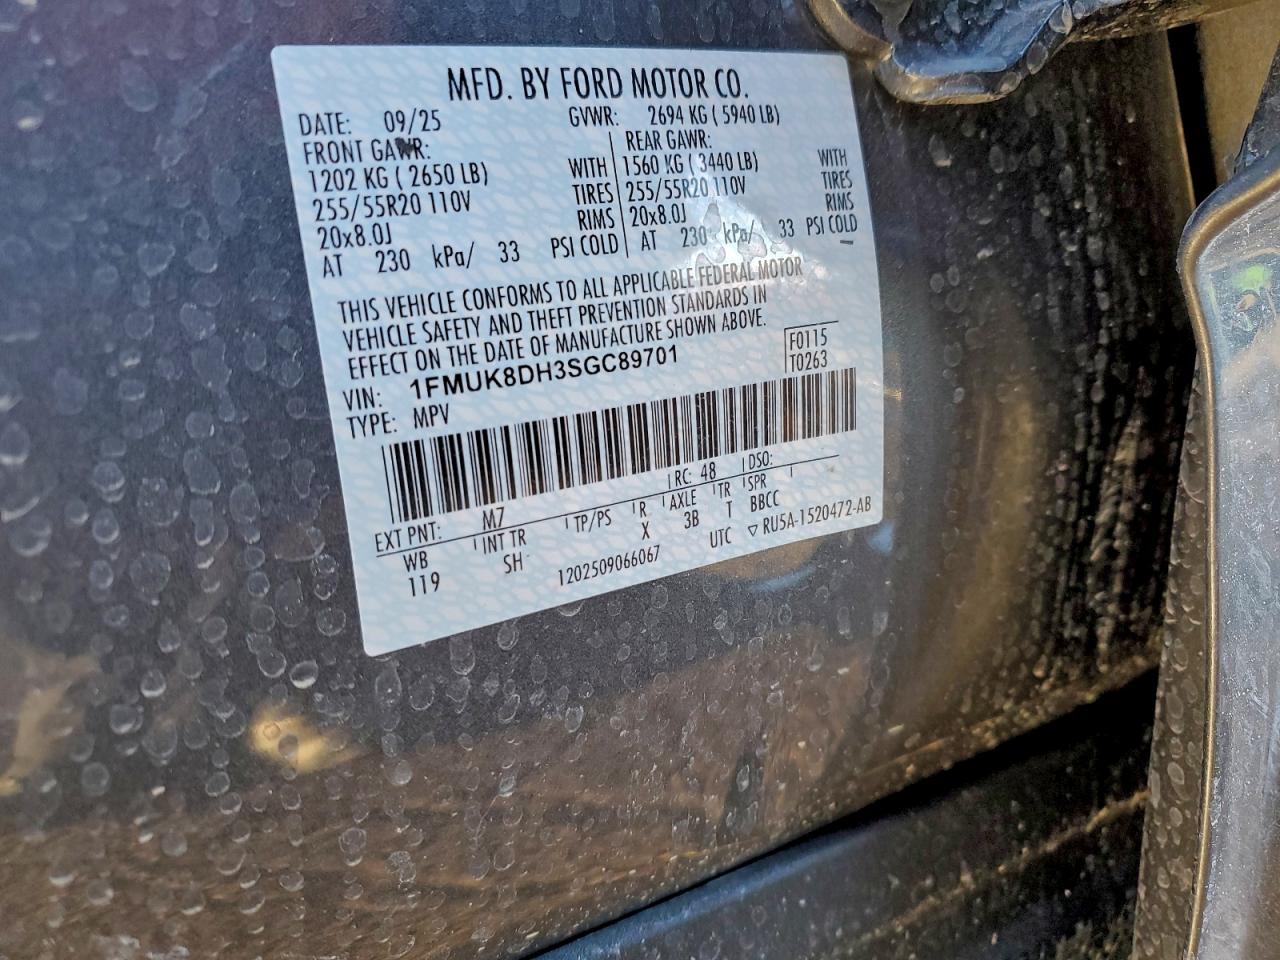 MFD. BY FORD MOTOR CO.
DATE: 09/25 GVWR: 2694 KG ( 5940 LB)
FRONT GAWR: REAR GAWR:
1202 KG ( 2650 LB) WITH 1560 KG ( 3440 LB) WITH
255/55R20 110V TIRES 255/55R20 110V TIRES
20x8.0J RIMS 20x8.0J RIMS
AT 230 kPa/ 33 PSI COLD AT 230 kPa/ 33 PSI COLD
THIS VEHICLE CONFORMS TO ALL APPLICABLE FEDERAL MOTOR
VEHICLE SAFETY AND THEFT PREVENTION STANDARDS IN
EFFECT ON THE DATE OF MANUFACTURE SHOWN ABOVE.
VIN: 1FMUK8DH3SGC89701 F0115
TYPE: MPV T0263
EXT PNT: M7 RC: 48 DSO:
WB INT TR TP/PS R AXLE TR SPR
119 SH X 3B T BBCC
1202509066067 UTC ▽ RU5A-1520472-AB